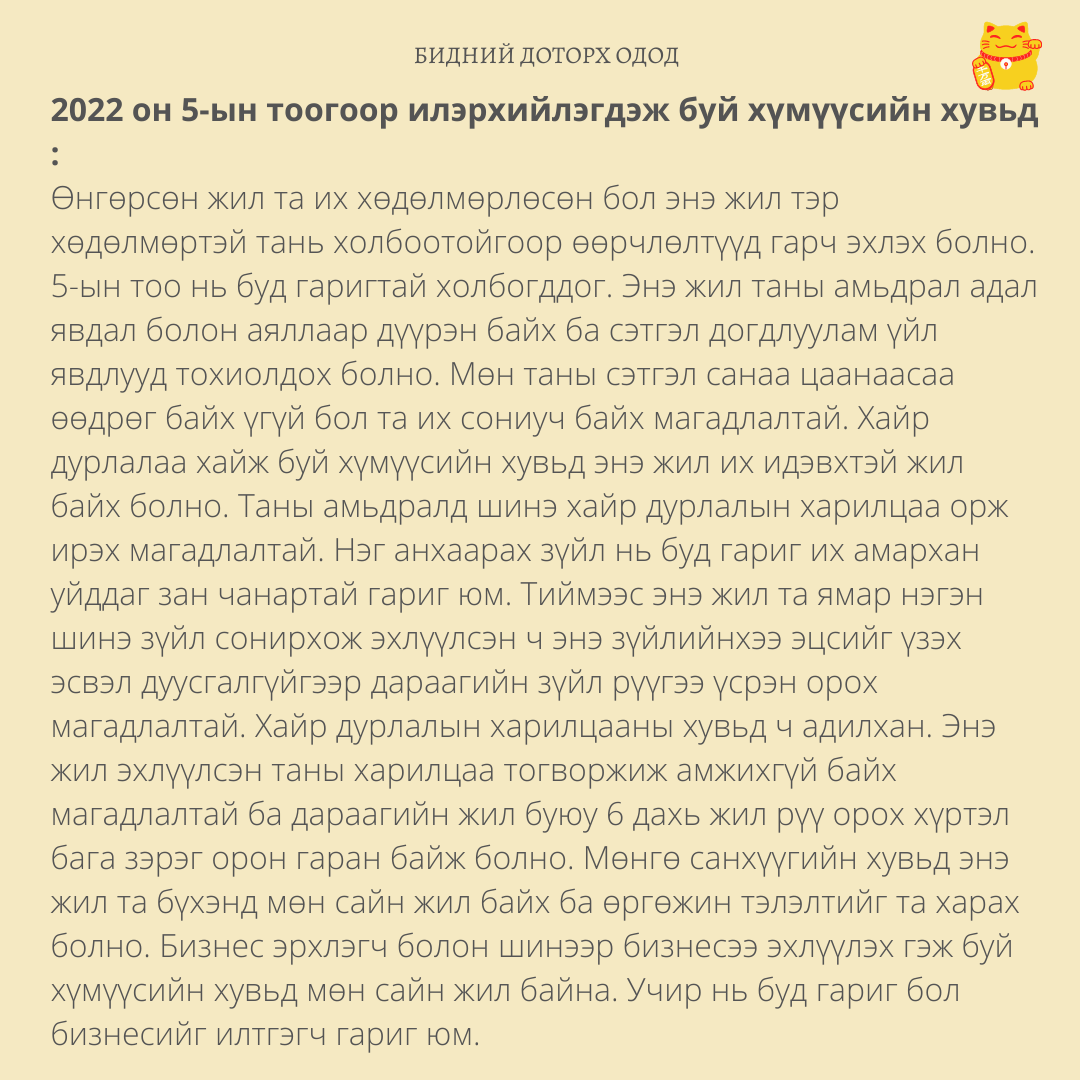 БИДНИЙ ДОТОРХ ОДОД
2022 он 5-ын тоогоор илэрхийлэгдэж буй хүмүүсийн хувьд
:
Өнгөрсөн жил та их хөдөлмөрлөсөн бол энэ жил тэр
хөдөлмөртэй тань холбоотойгоор өөрчлөлтүүд гарч эхлэх болно.
5-ын тоо нь буд гаригтай холбогддог. Энэ жил таны амьдрал адал
явдал болон аяллаар дүүрэн байх ба сэтгэл догдлуулам үйл
явдлууд тохиолдох болно. Мөн таны сэтгэл санаа цаанаасаа
өөдрөг байх үгүй бол та их сониуч байх магадлалтай. Хайр
дурлалаа хайж буй хүмүүсийн хувьд энэ жил их идэвхтэй жил
байх болно. Таны амьдралд шинэ хайр дурлалын харилцаа орж
ирэх магадлалтай. Нэг анхаарах зүйл нь буд гариг их амархан
уйддаг зан чанартай гариг юм. Тиймээс энэ жил та ямар нэгэн
шинэ зүйл сонирхож эхлүүлсэн ч энэ зүйлийнхээ эцсийг үзэх
эсвэл дуусгалгүйгээр дараагийн зүйл рүүгээ үсрэн орох
магадлалтай. Хайр дурлалын харилцааны хувьд ч адилхан. Энэ
жил эхлүүлсэн таны харилцаа тогворжиж амжихгүй байх
магадлалтай ба дараагийн жил буюу 6 дахь жил рүү орох хүртэл
бага зэрэг орон гаран байж болно. Мөнгө санхүүгийн хувьд энэ
жил та бүхэнд мөн сайн жил байх ба өргөжин тэлэлтийг та харах
болно. Бизнес эрхлэгч болон шинээр бизнесээ эхлүүлэх гэж буй
хүмүүсийн хувьд мөн сайн жил байна. Учир нь буд гариг бол
бизнесийг илтгэгч гариг юм.